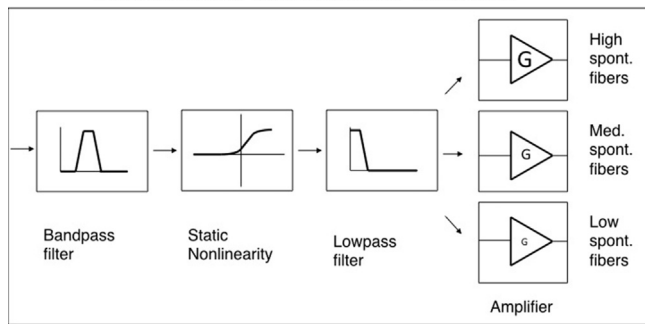 Bandpass
filter
Static
Nonlinearity
Lowpass
filter
G
High
spont.
fibers
G
Med.
spont.
fibers
G
Low
spont.
fibers
Amplifier